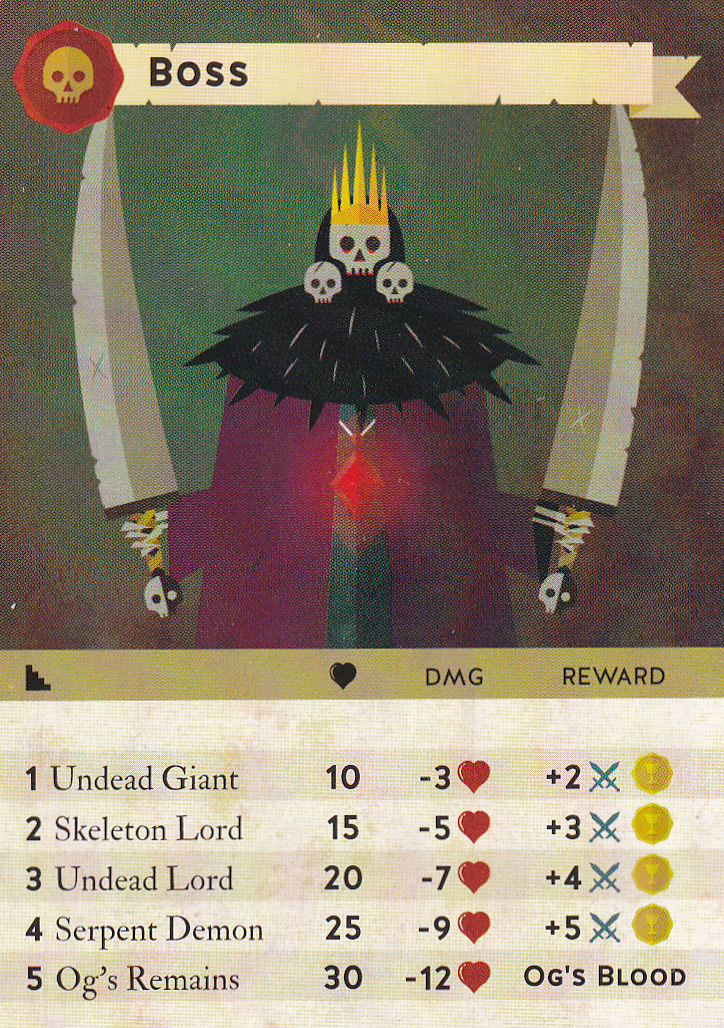 Boss
DMG REWARD
1 Undead Giant 10 -3 +2
2 Skeleton Lord 15 -5 +3
3 Undead Lord 20 -7 +4
4 Serpent Demon 25 -9 +5
5 Og's Remains 30 -12 Og's Blood